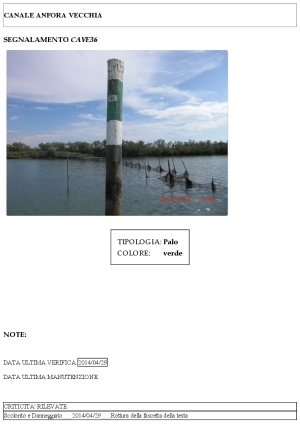 CANALE ANFORA VECCHIA
SEGNALAMENTO CAVE36
TIPOLOGIA: Palo
COLORE: verde
NOTE:
DATA ULTIMA VERIFICA 2014/04/29
DATA ULTIMA MANUTENZIONE
CRITICITA' RILEVATE
Scolorito e Danneggiato 2014/04/29 Rottura della fascetta della testa